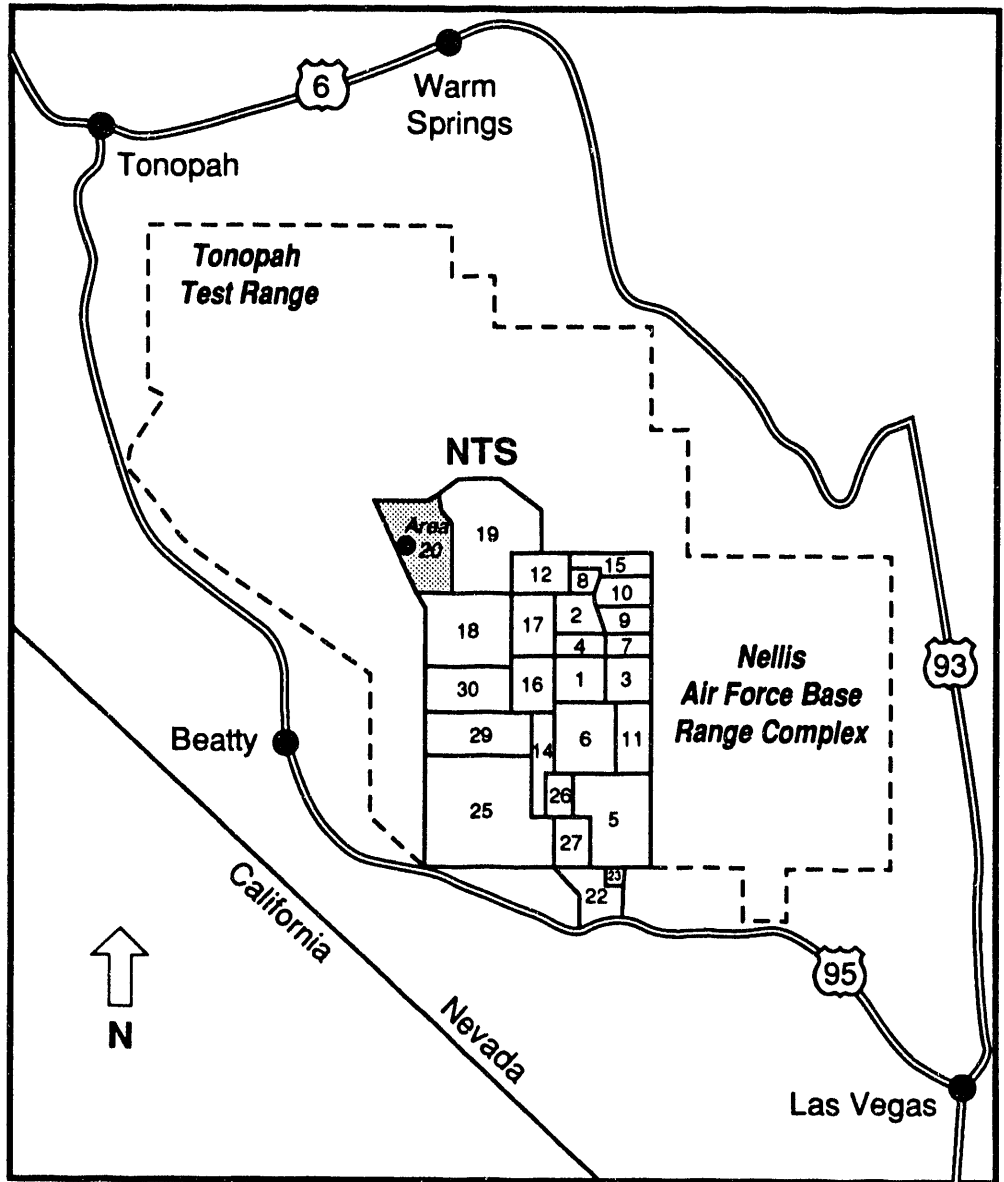 6
Warm
Springs
Tonopah
Tonopah
Test Range
NTS
Area
20
19
15
12
8
10
2
9
18
17
4
7
93
Nellis
Air Force Base
Range Complex
1
3
30
16
29
14
6
11
Beatty
26
25
5
27
23
22
California
Nevada
N
95
Las Vegas